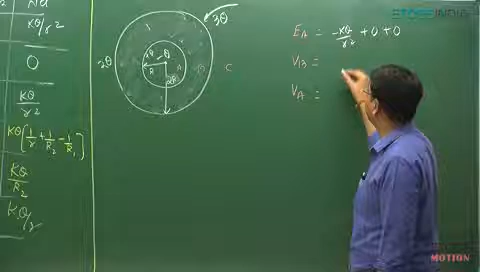 KQ/r²
0
KQ/r²
KQ[1/r + 1/R₂ - 1/R₁]
KQ/R₂
KQ/r
3Q
2Q
-Q
2Q
R
A
B
C
E_A = -KQ/r² + 0 + 0
V_B =
V_A =
MOTION